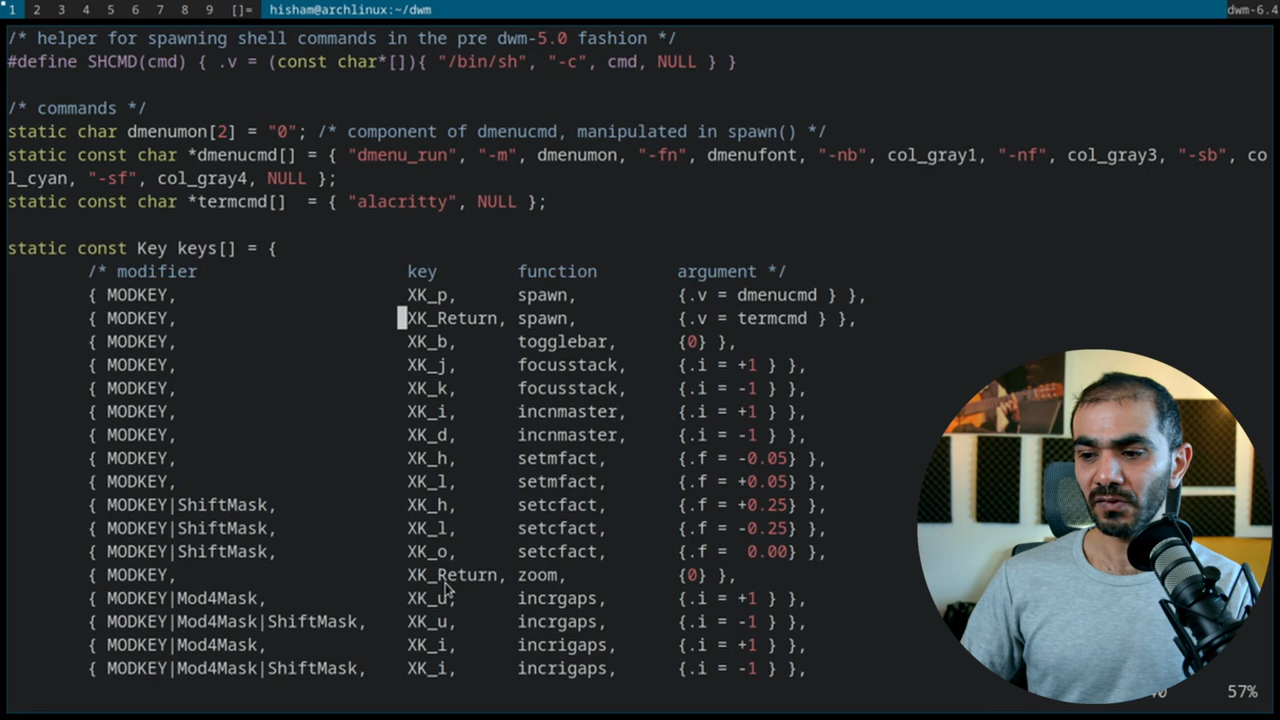 1 2 3 4 5 6 7 8 9 []= hisham@archlinux:~/dwm dwm-6.4
/* helper for spawning shell commands in the pre dwm-5.0 fashion */
#define SHCMD(cmd) { .v = (const char*[]){ "/bin/sh", "-c", cmd, NULL } }
/* commands */
static char dmenumon[2] = "0"; /* component of dmenucmd, manipulated in spawn() */
static const char *dmenucmd[] = { "dmenu_run", "-m", dmenumon, "-fn", dmenufont, "-nb", col_gray1, "-nf", col_gray3, "-sb", co
l_cyan, "-sf", col_gray4, NULL };
static const char *termcmd[]  = { "alacritty", NULL };
static const Key keys[] = {
/* modifier                     key        function        argument */
{ MODKEY,                       XK_p,      spawn,          {.v = dmenucmd } },
{ MODKEY,                       XK_Return, spawn,          {.v = termcmd } },
{ MODKEY,                       XK_b,      togglebar,      {0} },
{ MODKEY,                       XK_j,      focusstack,     {.i = +1 } },
{ MODKEY,                       XK_k,      focusstack,     {.i = -1 } },
{ MODKEY,                       XK_i,      incnmaster,     {.i = +1 } },
{ MODKEY,                       XK_d,      incnmaster,     {.i = -1 } },
{ MODKEY,                       XK_h,      setmfact,       {.f = -0.05} },
{ MODKEY,                       XK_l,      setmfact,       {.f = +0.05} },
{ MODKEY|ShiftMask,             XK_h,      setcfact,       {.f = +0.25} },
{ MODKEY|ShiftMask,             XK_l,      setcfact,       {.f = -0.25} },
{ MODKEY|ShiftMask,             XK_o,      setcfact,       {.f =  0.00} },
{ MODKEY,                       XK_Return, zoom,           {0} },
{ MODKEY|Mod4Mask,              XK_u,      incrgaps,       {.i = +1 } },
{ MODKEY|Mod4Mask|ShiftMask,    XK_u,      incrgaps,       {.i = -1 } },
{ MODKEY|Mod4Mask,              XK_i,      incrigaps,      {.i = +1 } },
{ MODKEY|Mod4Mask|ShiftMask,    XK_i,      incrigaps,      {.i = -1 } },
57%